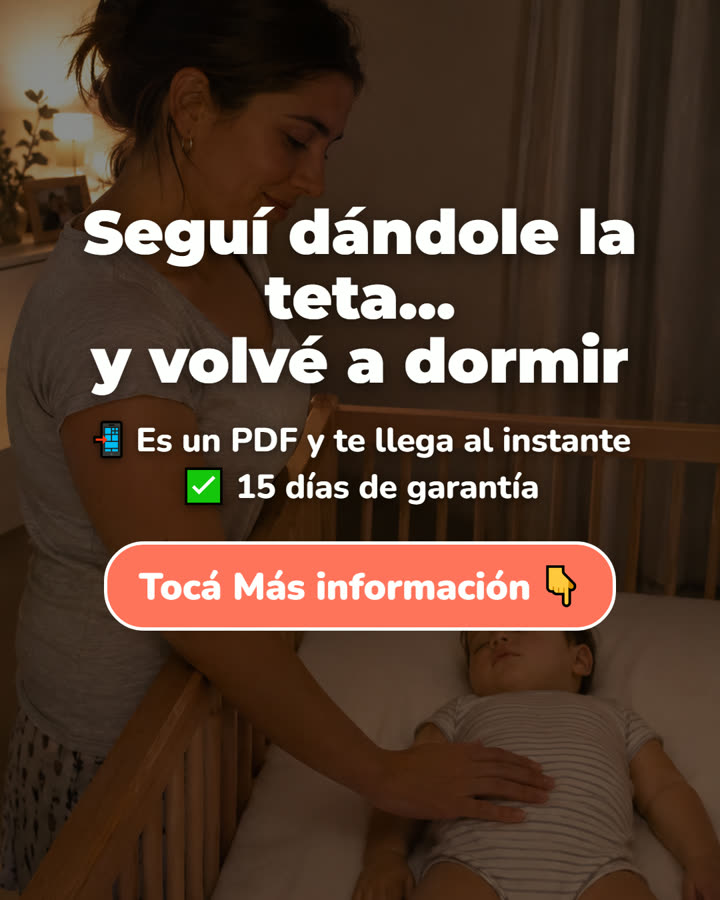 Seguí dándole la
teta...
y volvé a dormir
📲 Es un PDF y te llega al instante
✅ 15 días de garantía
Tocá Más información 👇